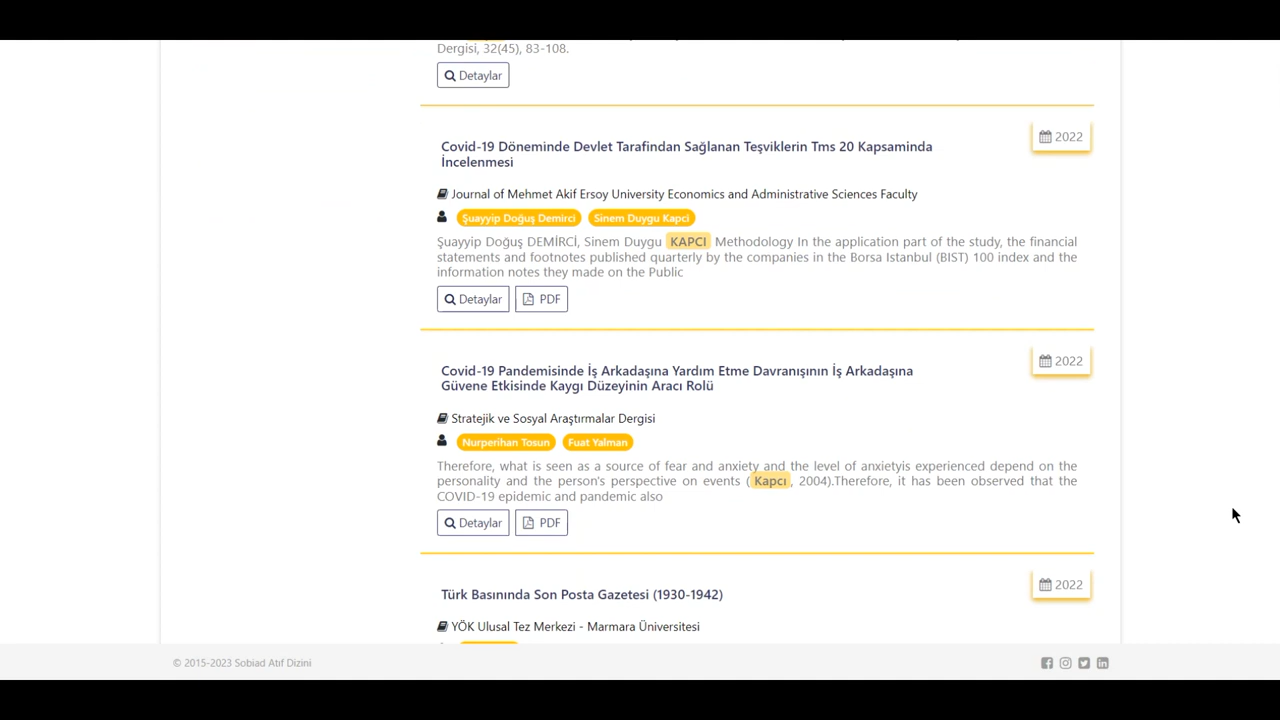 Dergisi, 32(45), 83-108.
Detaylar
Covid-19 Döneminde Devlet Tarafindan Sağlanan Teşviklerin Tms 20 Kapsaminda
İncelenmesi
2022
Journal of Mehmet Akif Ersoy University Economics and Administrative Sciences Faculty
Şuayyip Doğuş Demirci Sinem Duygu Kapci
Şuayyip Doğuş DEMİRCİ, Sinem Duygu KAPCI Methodology In the application part of the study, the financial
statements and footnotes published quarterly by the companies in the Borsa Istanbul (BIST) 100 index and the
information notes they made on the Public
Detaylar PDF
Covid-19 Pandemisinde İş Arkadaşına Yardım Etme Davranışının İş Arkadaşına
Güvene Etkisinde Kaygı Düzeyinin Aracı Rolü
2022
Stratejik ve Sosyal Araştırmalar Dergisi
Nurperihan Tosun Fuat Yalman
Therefore, what is seen as a source of fear and anxiety and the level of anxietyis experienced depend on the
personality and the person's perspective on events (Kapcı, 2004).Therefore, it has been observed that the
COVID-19 epidemic and pandemic also
Detaylar PDF
Türk Basınında Son Posta Gazetesi (1930-1942)
2022
YÖK Ulusal Tez Merkezi - Marmara Üniversitesi
© 2015-2023 Sobiad Atıf Dizini